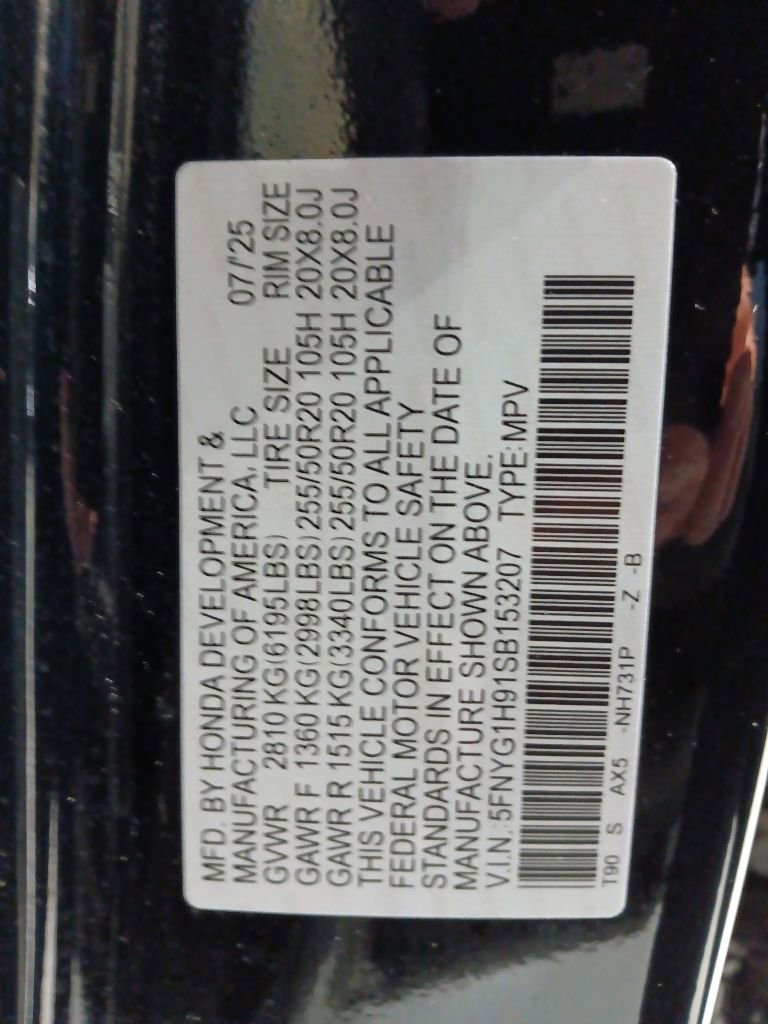 MFD. BY HONDA DEVELOPMENT &
MANUFACTURING OF AMERICA, LLC 07/'25
GVWR 2810 KG(6195LBS) TIRE SIZE RIM SIZE
GAWR F 1360 KG(2998LBS) 255/50R20 105H 20X8.0J
GAWR R 1515 KG(3340LBS) 255/50R20 105H 20X8.0J
THIS VEHICLE CONFORMS TO ALL APPLICABLE
FEDERAL MOTOR VEHICLE SAFETY
STANDARDS IN EFFECT ON THE DATE OF
MANUFACTURE SHOWN ABOVE.
V.I.N.:5FNYG1H91SB153207 TYPE:MPV
T90 S AX5 -NH731P -Z -B